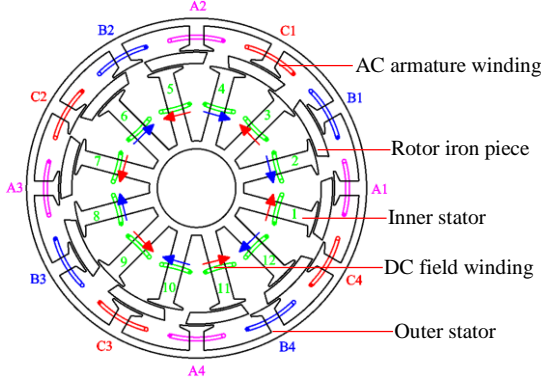 A2
B2
C1
AC armature winding
5
4
C2
6
3
B1
Rotor iron piece
7
2
A3
A1
8
1
Inner stator
9
12
B3
10
11
DC field winding
C4
C3
B4
Outer stator
A4